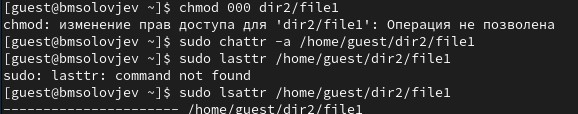 [guest@bmsolovjev ~]$ chmod 000 dir2/file1
chmod: изменение прав доступа для 'dir2/file1': Операция не позволена
[guest@bmsolovjev ~]$ sudo chattr -a /home/guest/dir2/file1
[guest@bmsolovjev ~]$ sudo lasttr /home/guest/dir2/file1
sudo: lasttr: command not found
[guest@bmsolovjev ~]$ sudo lsattr /home/guest/dir2/file1
---------------------- /home/guest/dir2/file1